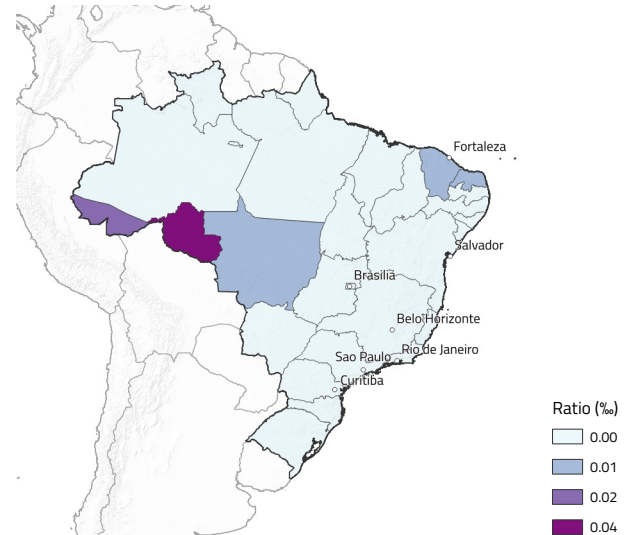 Fortaleza
Salvador
Brasilia
Belo Horizonte
Rio de Janeiro
Sao Paulo
Curitiba
Ratio (‰)
0.00
0.01
0.02
0.04